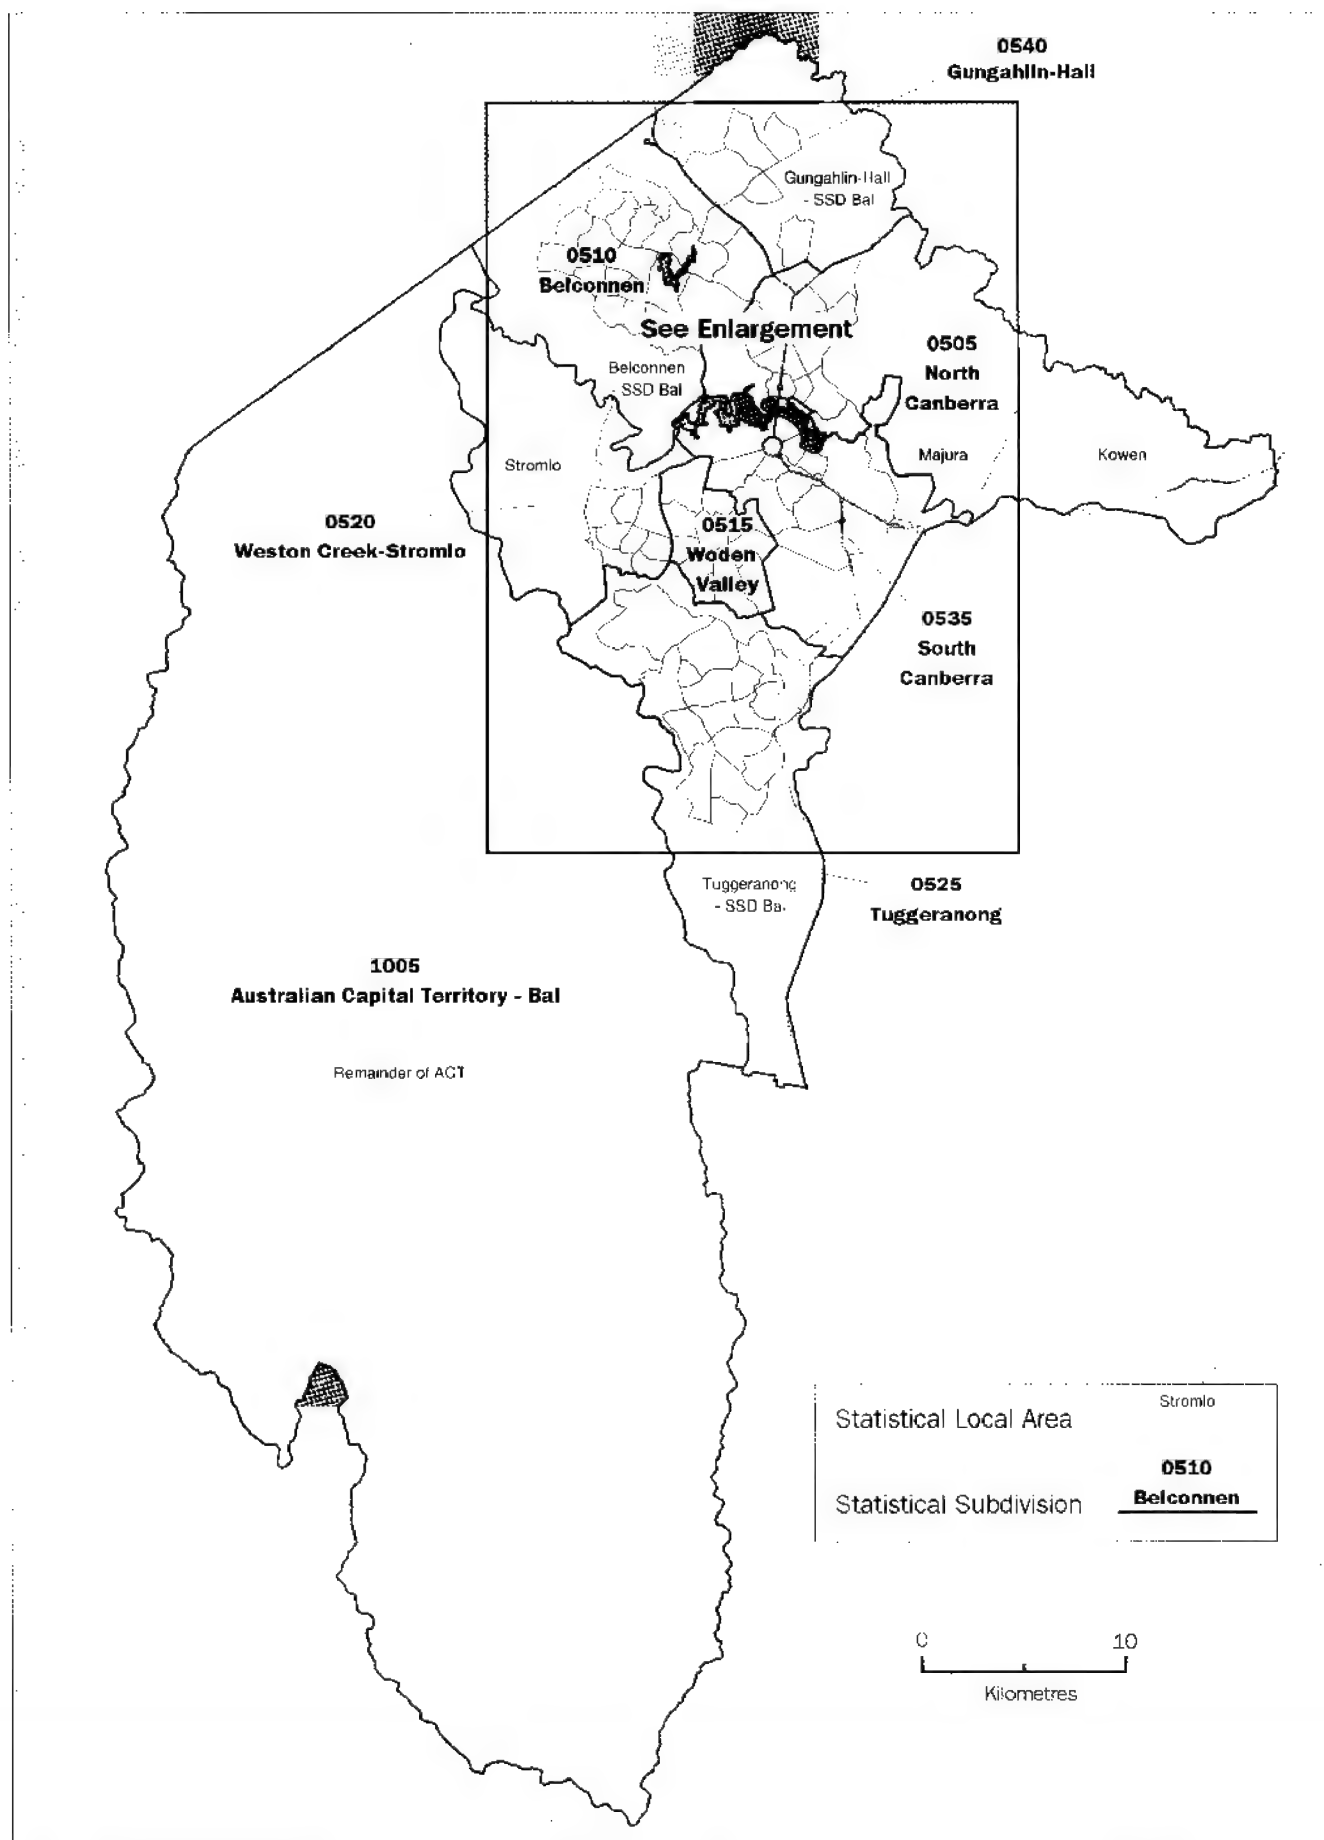 0540
Gungahlin-Hall
Gungahlin-Hall
- SSD Bal
0510
Belconnen
See Enlargement
Belconnen
- SSD Bal
0505
North
Canberra
Majura
Kowen
Stromlo
0520
Weston Creek-Stromlo
0515
Woden
Valley
0535
South
Canberra
Tuggeranong
- SSD Bal
0525
Tuggeranong
1005
Australian Capital Territory - Bal
Remainder of ACT
Statistical Local Area
Stromlo
Statistical Subdivision
0510
Belconnen
0
10
Kilometres